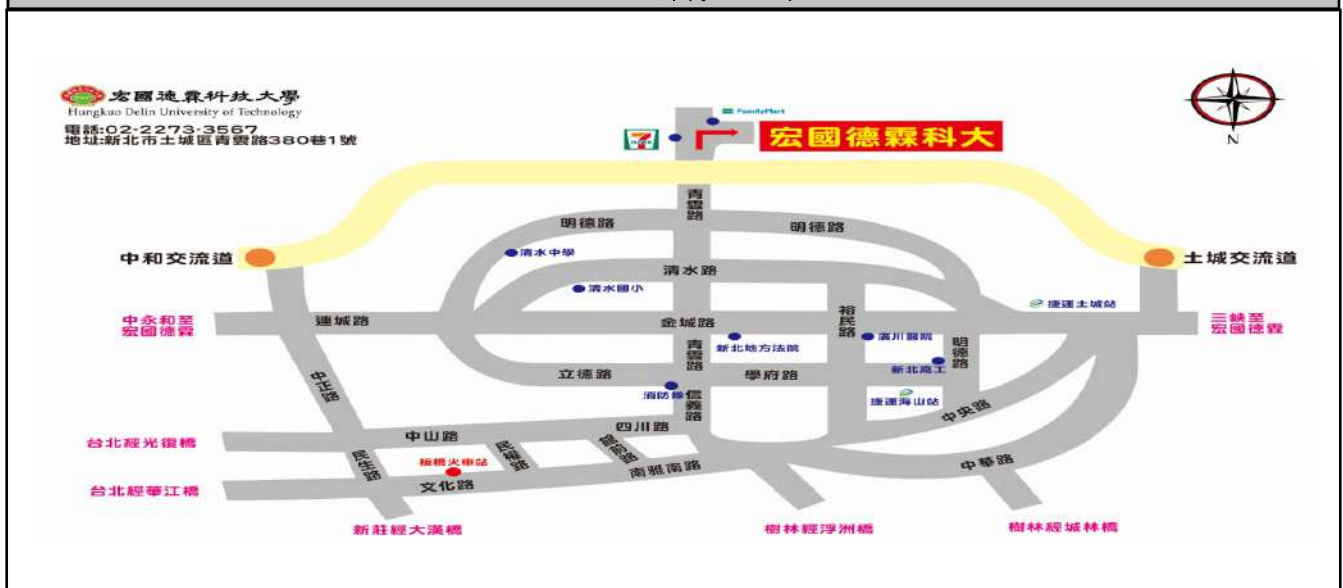 宏國德霖科技大學
Hungkuo Delin University of Technology
電話:02-2273-3567
地址:新北市土城區青雲路380巷1號
FamilyMart
7
宏國德霖科大
N
青雲路
明德路
明德路
中和交流道
清水中學
土城交流道
清水路
清水國小
捷運土城站
中永和至
宏國德霖
連城路
金城路
裕民路
三峽至
宏國德霖
新北地方法院
廣川醫院
明德路
青雲路
新北高工
中正路
立德路
學府路
消防隊
信義路
捷運海山站
中央路
台北經光復橋
中山路
四川路
民權路
民生路
板橋火車站
南雅南路
中華路
台北經華江橋
文化路
新莊經大漢橋
樹林經浮洲橋
樹林經城林橋